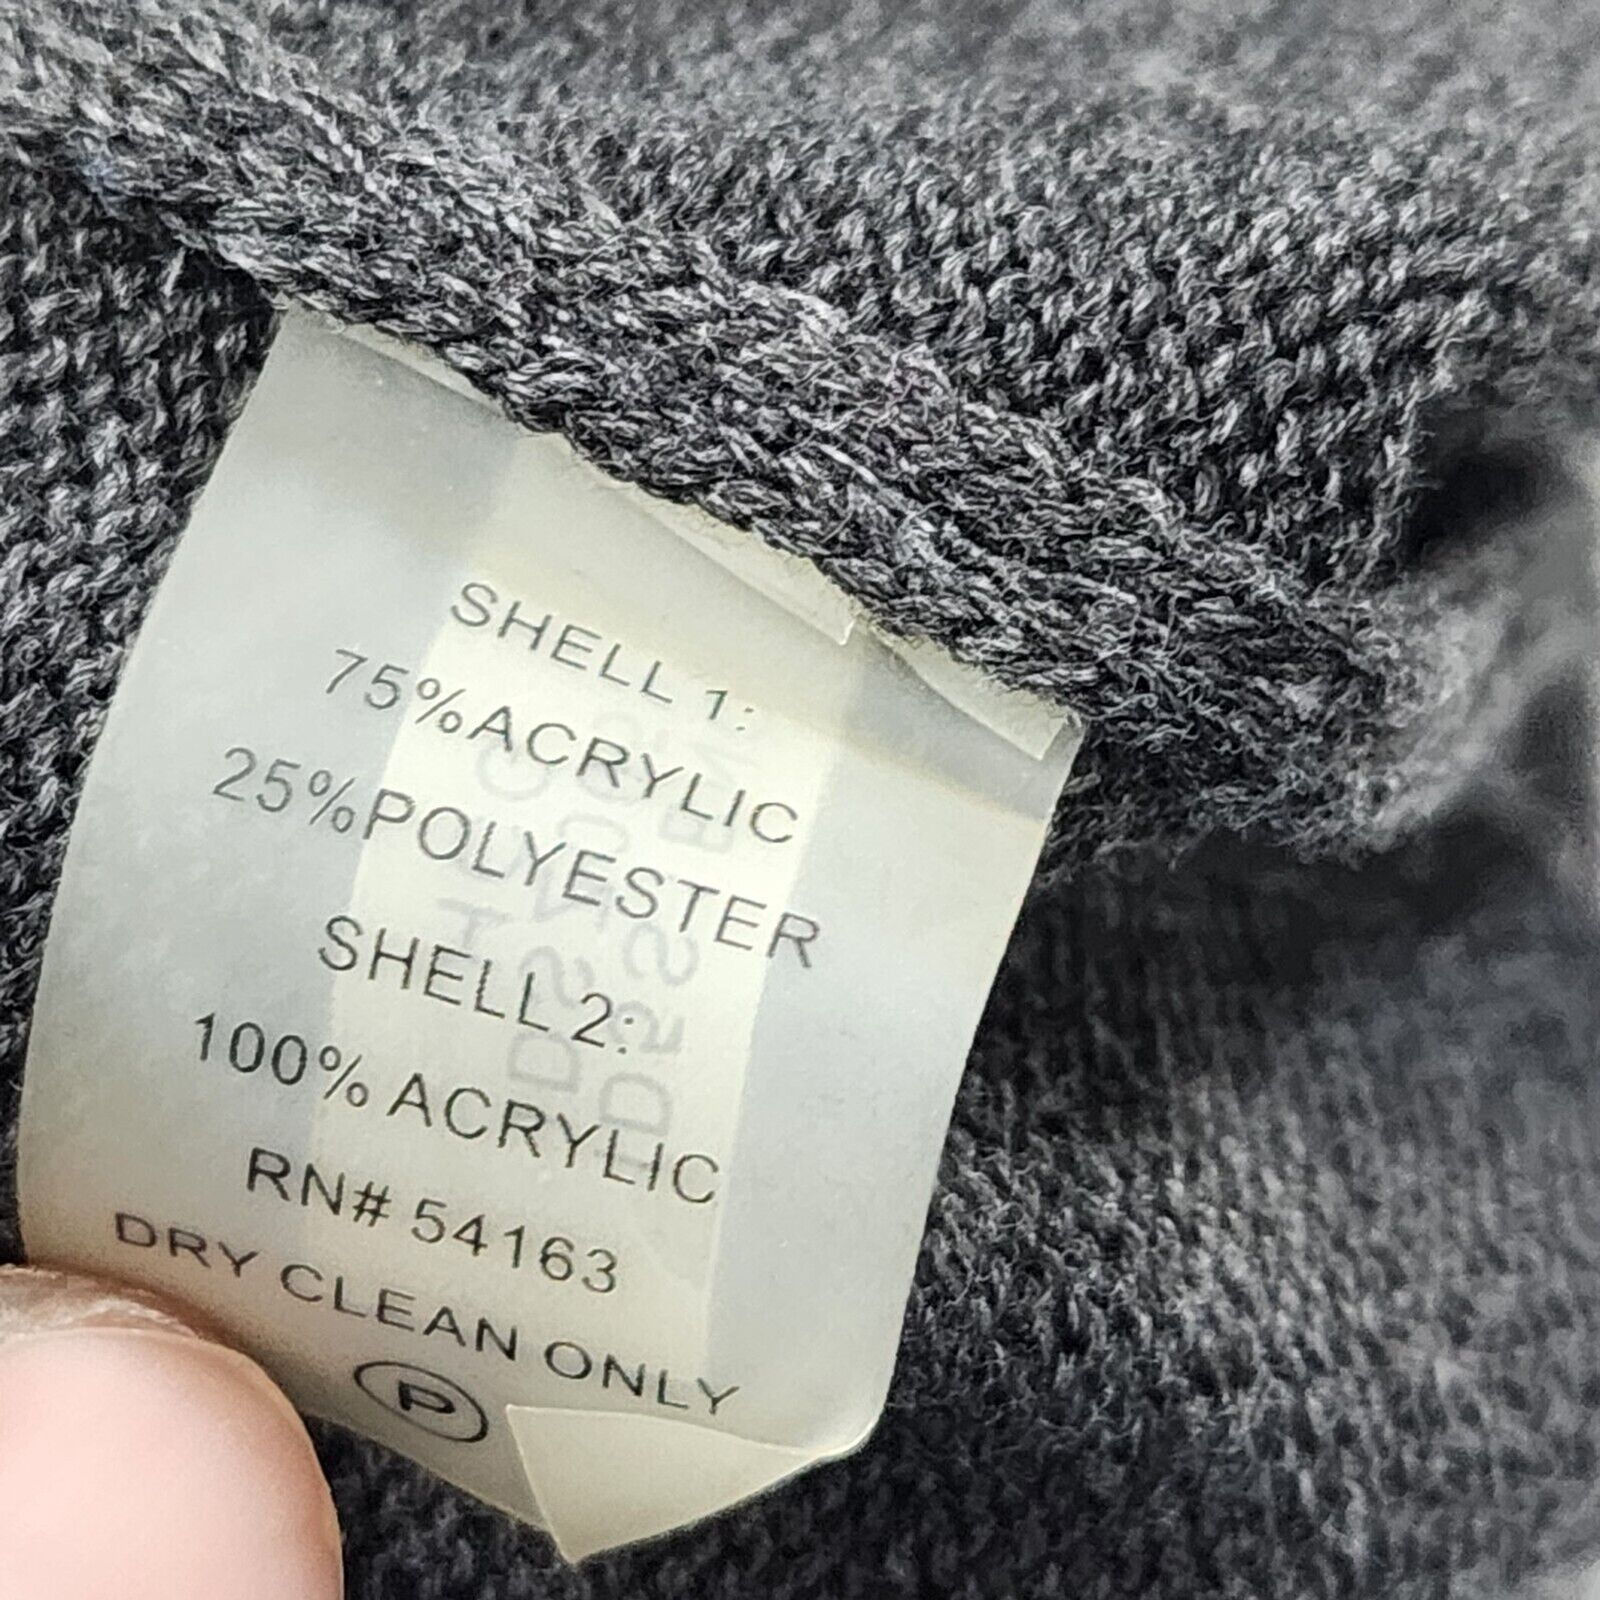 SHELL 1:
75%ACRYLIC
25%POLYESTER
SHELL 2:
100% ACRYLIC
RN# 54163
DRY CLEAN ONLY
P